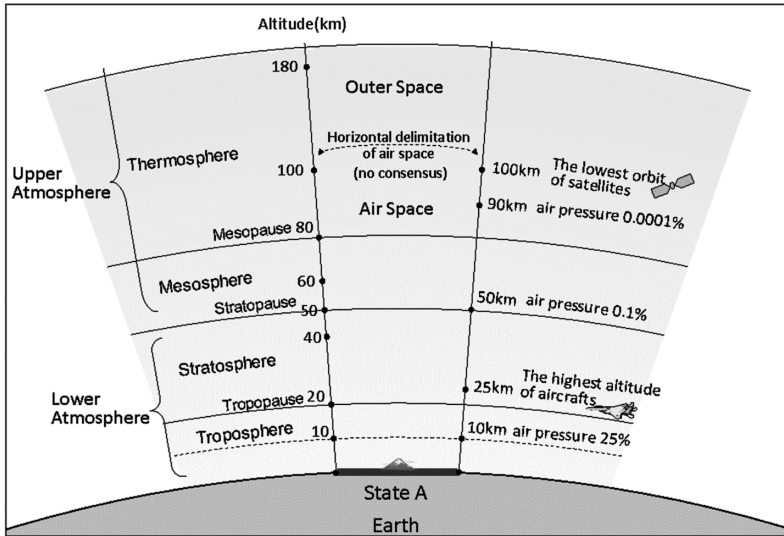 Altitude(km)
180
Outer Space
Thermosphere
Horizontal delimitation
of air space
(no consensus)
Upper
Atmosphere
100
100km
The lowest orbit
of satellites
Air Space
90km air pressure 0.0001%
Mesopause 80
Mesosphere
60
Stratopause
50
50km air pressure 0.1%
40
Stratosphere
Lower
Atmosphere
25km
The highest altitude
of aircrafts
Tropopause 20
Troposphere
10
10km air pressure 25%
State A
Earth